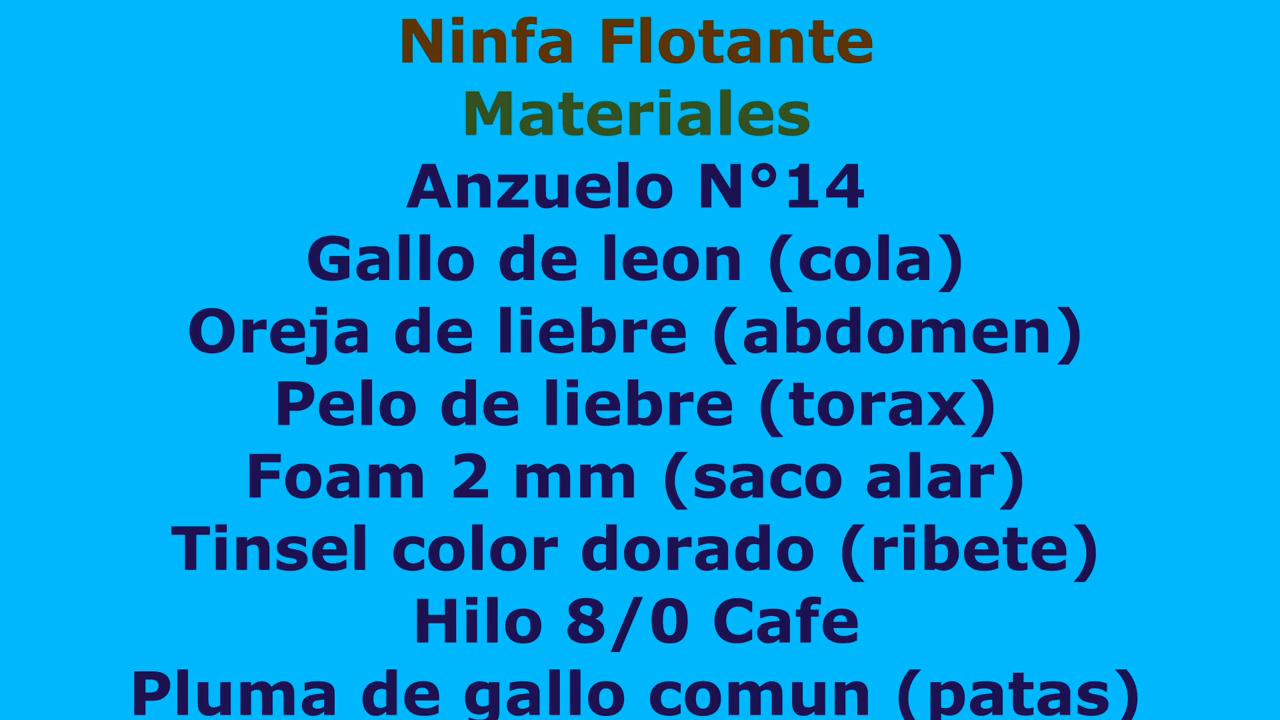 Ninfa Flotante
Materiales
Anzuelo N°14
Gallo de leon (cola)
Oreja de liebre (abdomen)
Pelo de liebre (torax)
Foam 2 mm (saco alar)
Tinsel color dorado (ribete)
Hilo 8/0 Cafe
Pluma de gallo comun (patas)